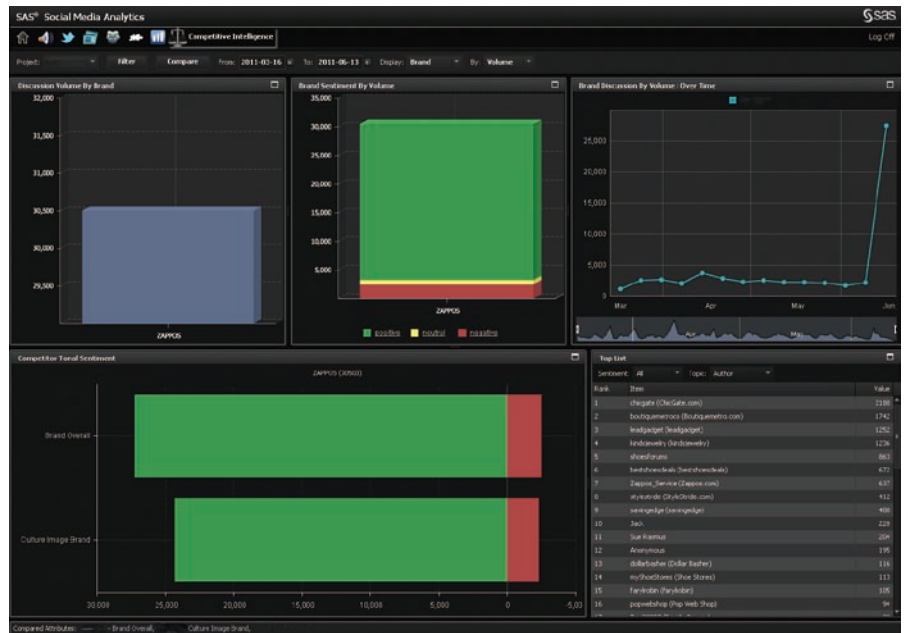 SAS® Social Media Analytics
sas
Competitive Intelligence
Log Off
Project:
Filter
Compare
From: 2011-03-16
To: 2011-06-13
Display: Brand
By: Volume
Discussion Volume By Brand
32,000
31,500
31,000
30,500
30,000
29,500
ZAPPOS
Brand Sentiment By Volume
35,000
30,000
25,000
20,000
15,000
10,000
5,000
ZAPPOS
positive
neutral
negative
Brand Discussion By Volume: Over Time
25,000
20,000
15,000
10,000
5,000
0
Mar
Apr
May
Jun
Apr
May
Competitor Tonal Sentiment
ZAPPOS (30503)
Brand Overall
Culture Image Brand
30,000
25,000
20,000
15,000
10,000
5,000
0
-5,00
Top List
Sentiment: All
Topic: Author
Rank Item Value
1 chicgate (ChicGate.com) 2188
2 (Boutiquemetro.com) 1742
3 leadgadget (leadgadget) 1252
4 kindsjewelry (kindsjewelry) 1236
5 shoesforums 863
6 bestshoesdeals (bestshoesdeals) 672
7 Zappos_Service (Zappos.com) 637
8 412
9 savingedge (savingedge) 408
10 Jack
11 Sue 204
12 Anonymous 195
13 dollarbasher (Dollar Basher) 116
14 myShoeStores (Shoe Stores) 113
15 Farykrobin (Farykobin) 105
16 popwebshop (Pop Web Shop) 94
Compared Attributes: Brand Overall, Culture Image Brand,